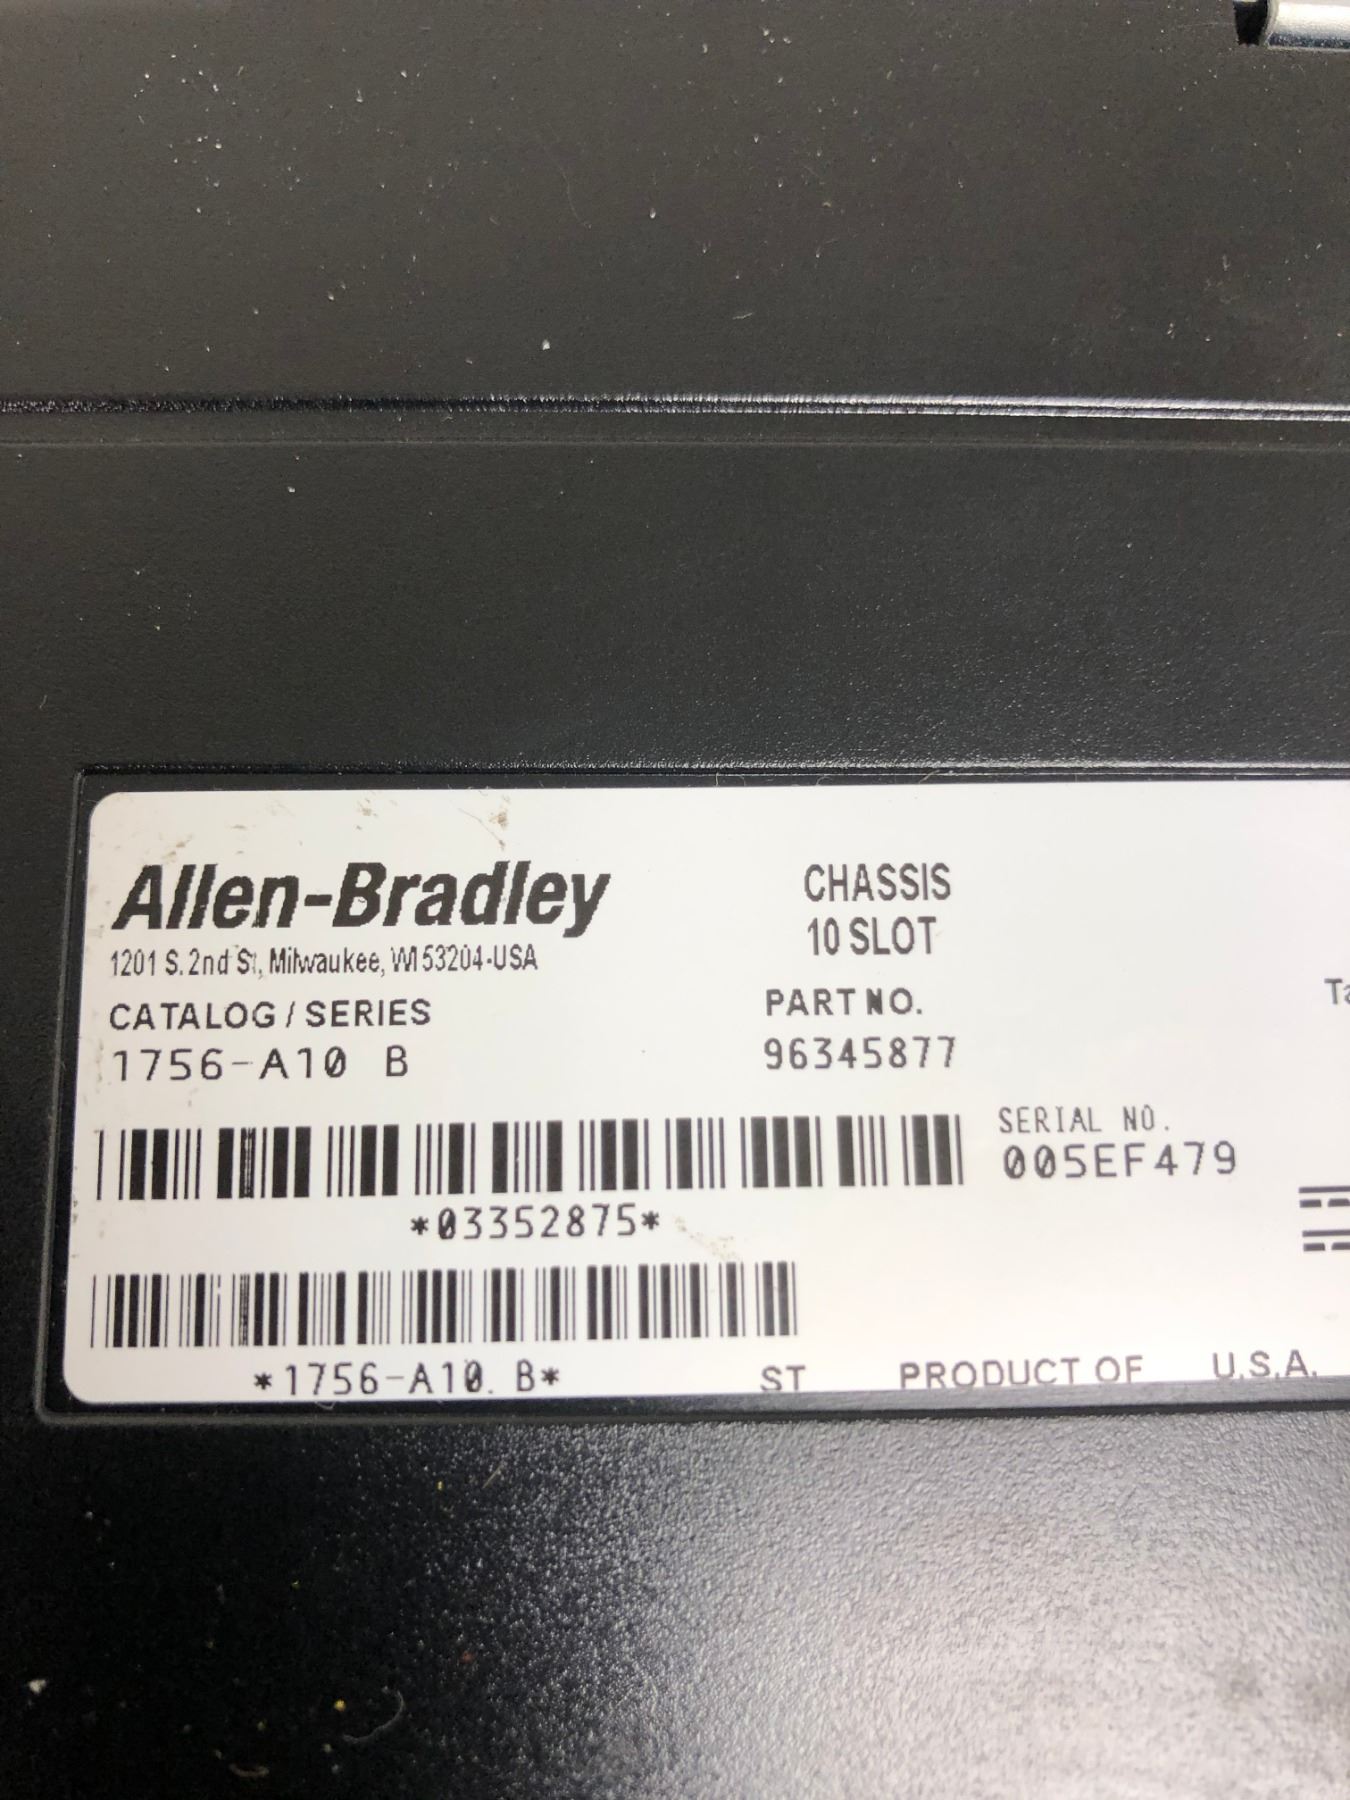 Allen-Bradley
1201 S. 2nd St, Milwaukee, WI 53204-USA
CHASSIS
10 SLOT
CATALOG / SERIES
1756-A10 B
PART NO.
96345877
Ta
SERIAL NO.
005EF479
*03352875*
*1756-A10. B*
ST PRODUCT OF U.S.A.